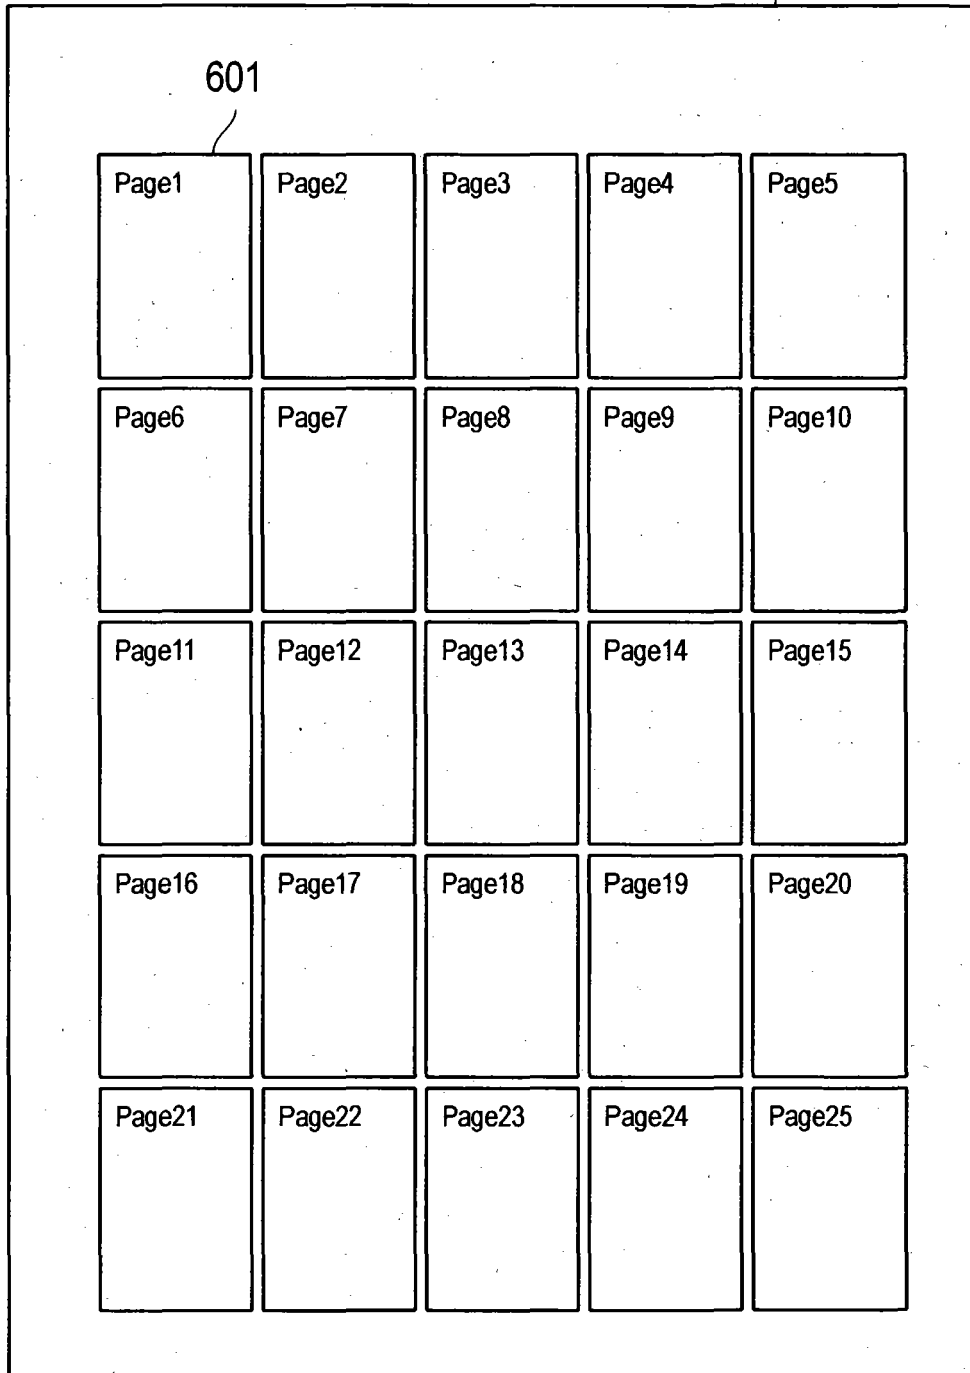 601
Page1 Page2 Page3 Page4 Page5
Page6 Page7 Page8 Page9 Page10
Page11 Page12 Page13 Page14 Page15
Page16 Page17 Page18 Page19 Page20
Page21 Page22 Page23 Page24 Page25